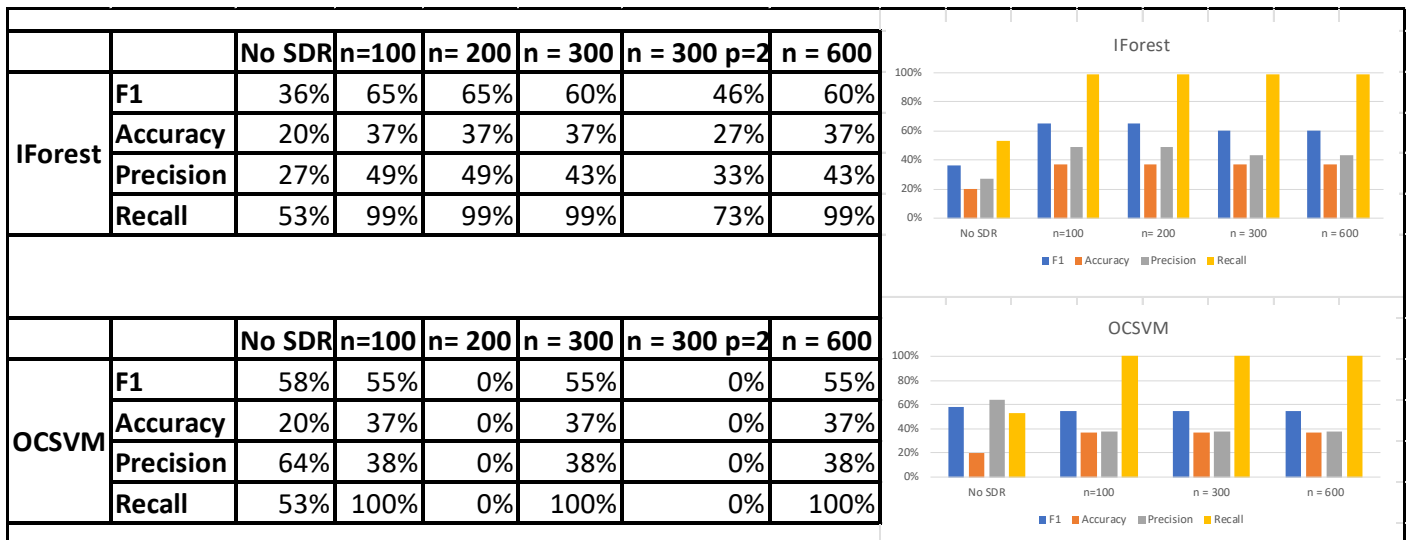 No SDR n=100 n= 200 n = 300 n = 300 p=2 n = 600
IForest
F1 36% 65% 65% 60% 46% 60%
Accuracy 20% 37% 37% 37% 27% 37%
Precision 27% 49% 49% 43% 33% 43%
Recall 53% 99% 99% 99% 73% 99%
IForest
100%
80%
60%
40%
20%
0%
No SDR n=100 n= 200 n = 300 n = 600
F1 Accuracy Precision Recall
No SDR n=100 n= 200 n = 300 n = 300 p=2 n = 600
OCSVM
F1 58% 55% 0% 55% 0% 55%
Accuracy 20% 37% 0% 37% 0% 37%
Precision 64% 38% 0% 38% 0% 38%
Recall 53% 100% 0% 100% 0% 100%
OCSVM
100%
80%
60%
40%
20%
0%
No SDR n=100 n = 300 n = 600
F1 Accuracy Precision Recall